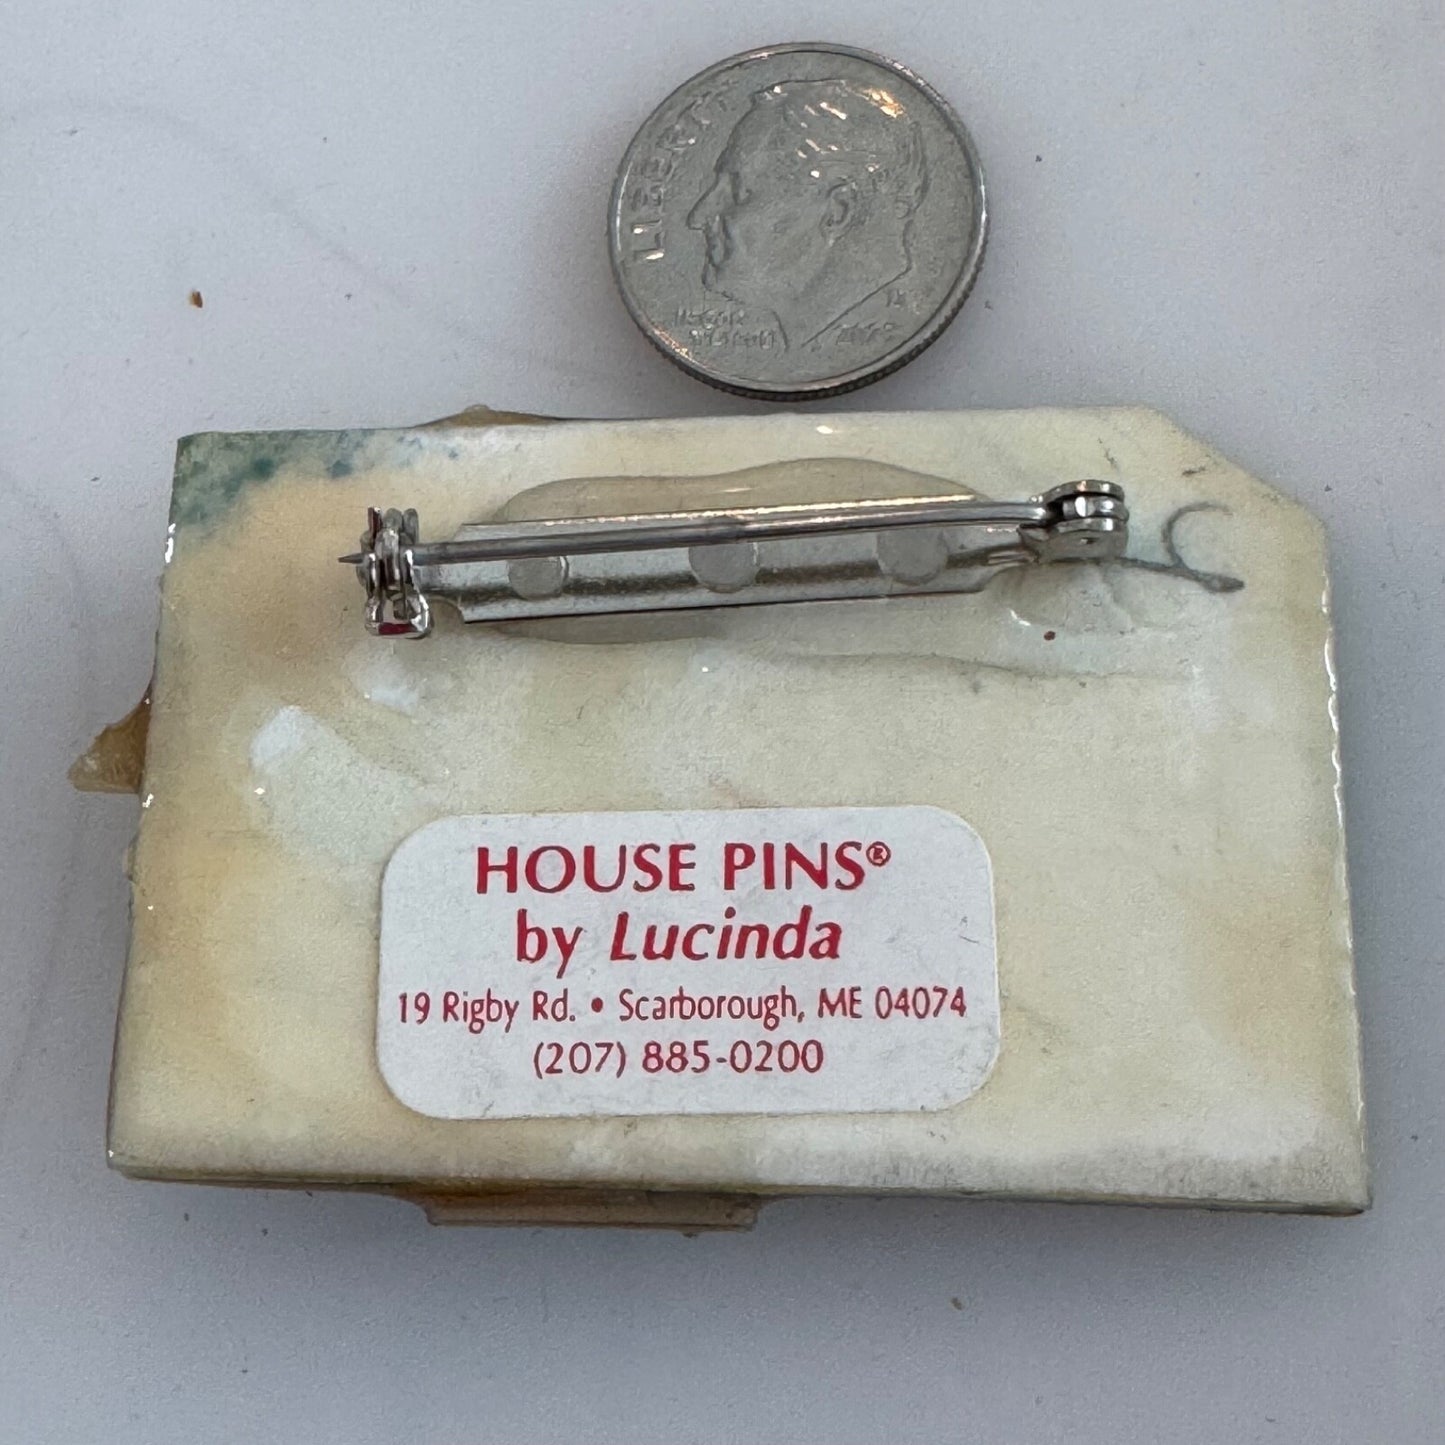 LIBERTY
HOUSE PINS®
by Lucinda
19 Rigby Rd. • Scarborough, ME 04074
(207) 885-0200